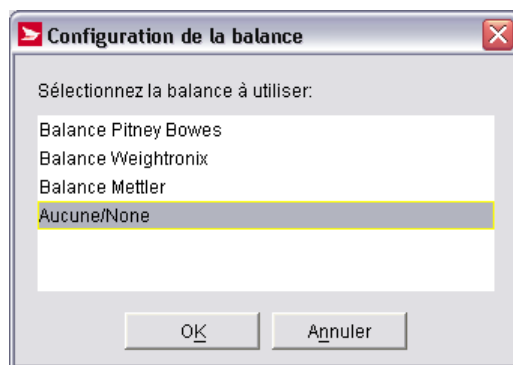 Configuration de la balance
Sélectionnez la balance à utiliser:
Balance Pitney Bowes
Balance Weightronix
Balance Mettler
Aucune/None
OK
Annuler